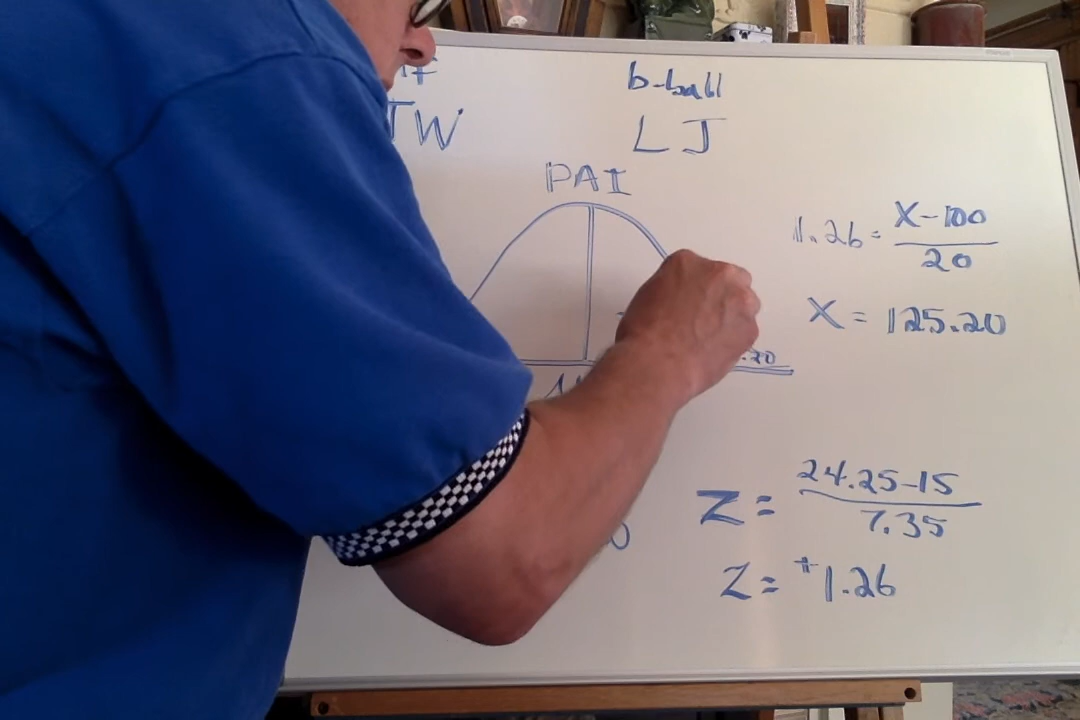 b-ball
TW
LJ
PAI
1.26 = X-100
20
X = 125.20
.20
Z = 24.25-15
7.35
Z = +1.26